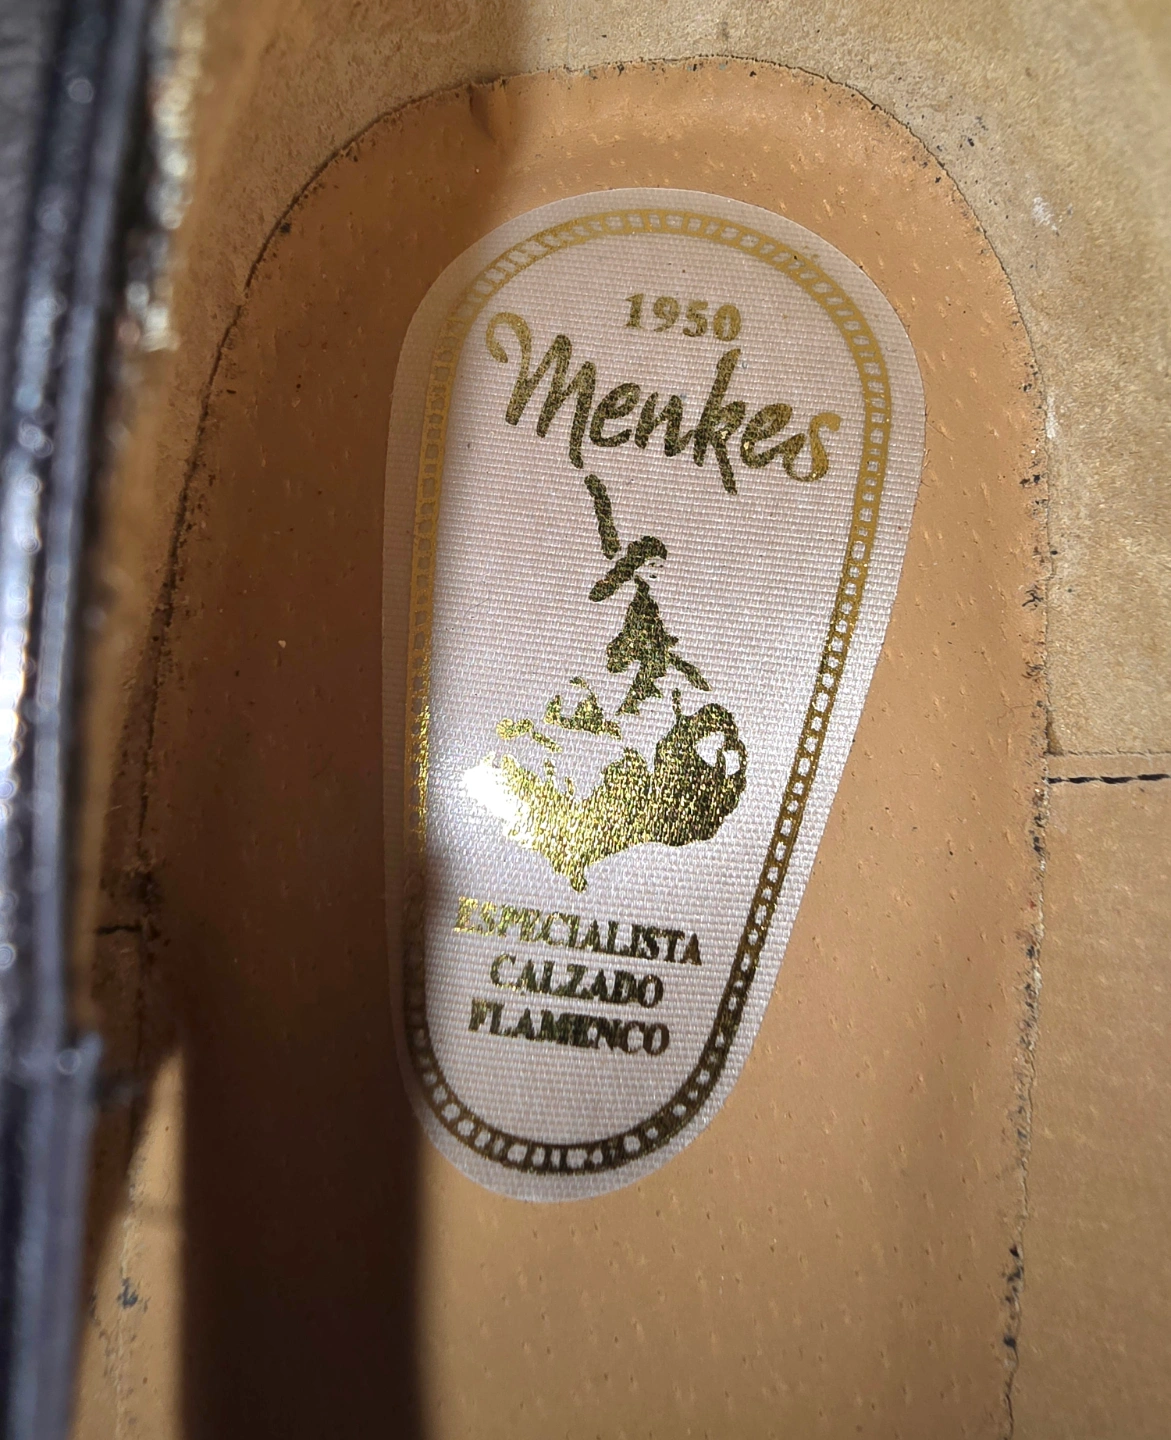 1950
Menkes
ESPECIALISTA
CALZADO
FLAMENCO